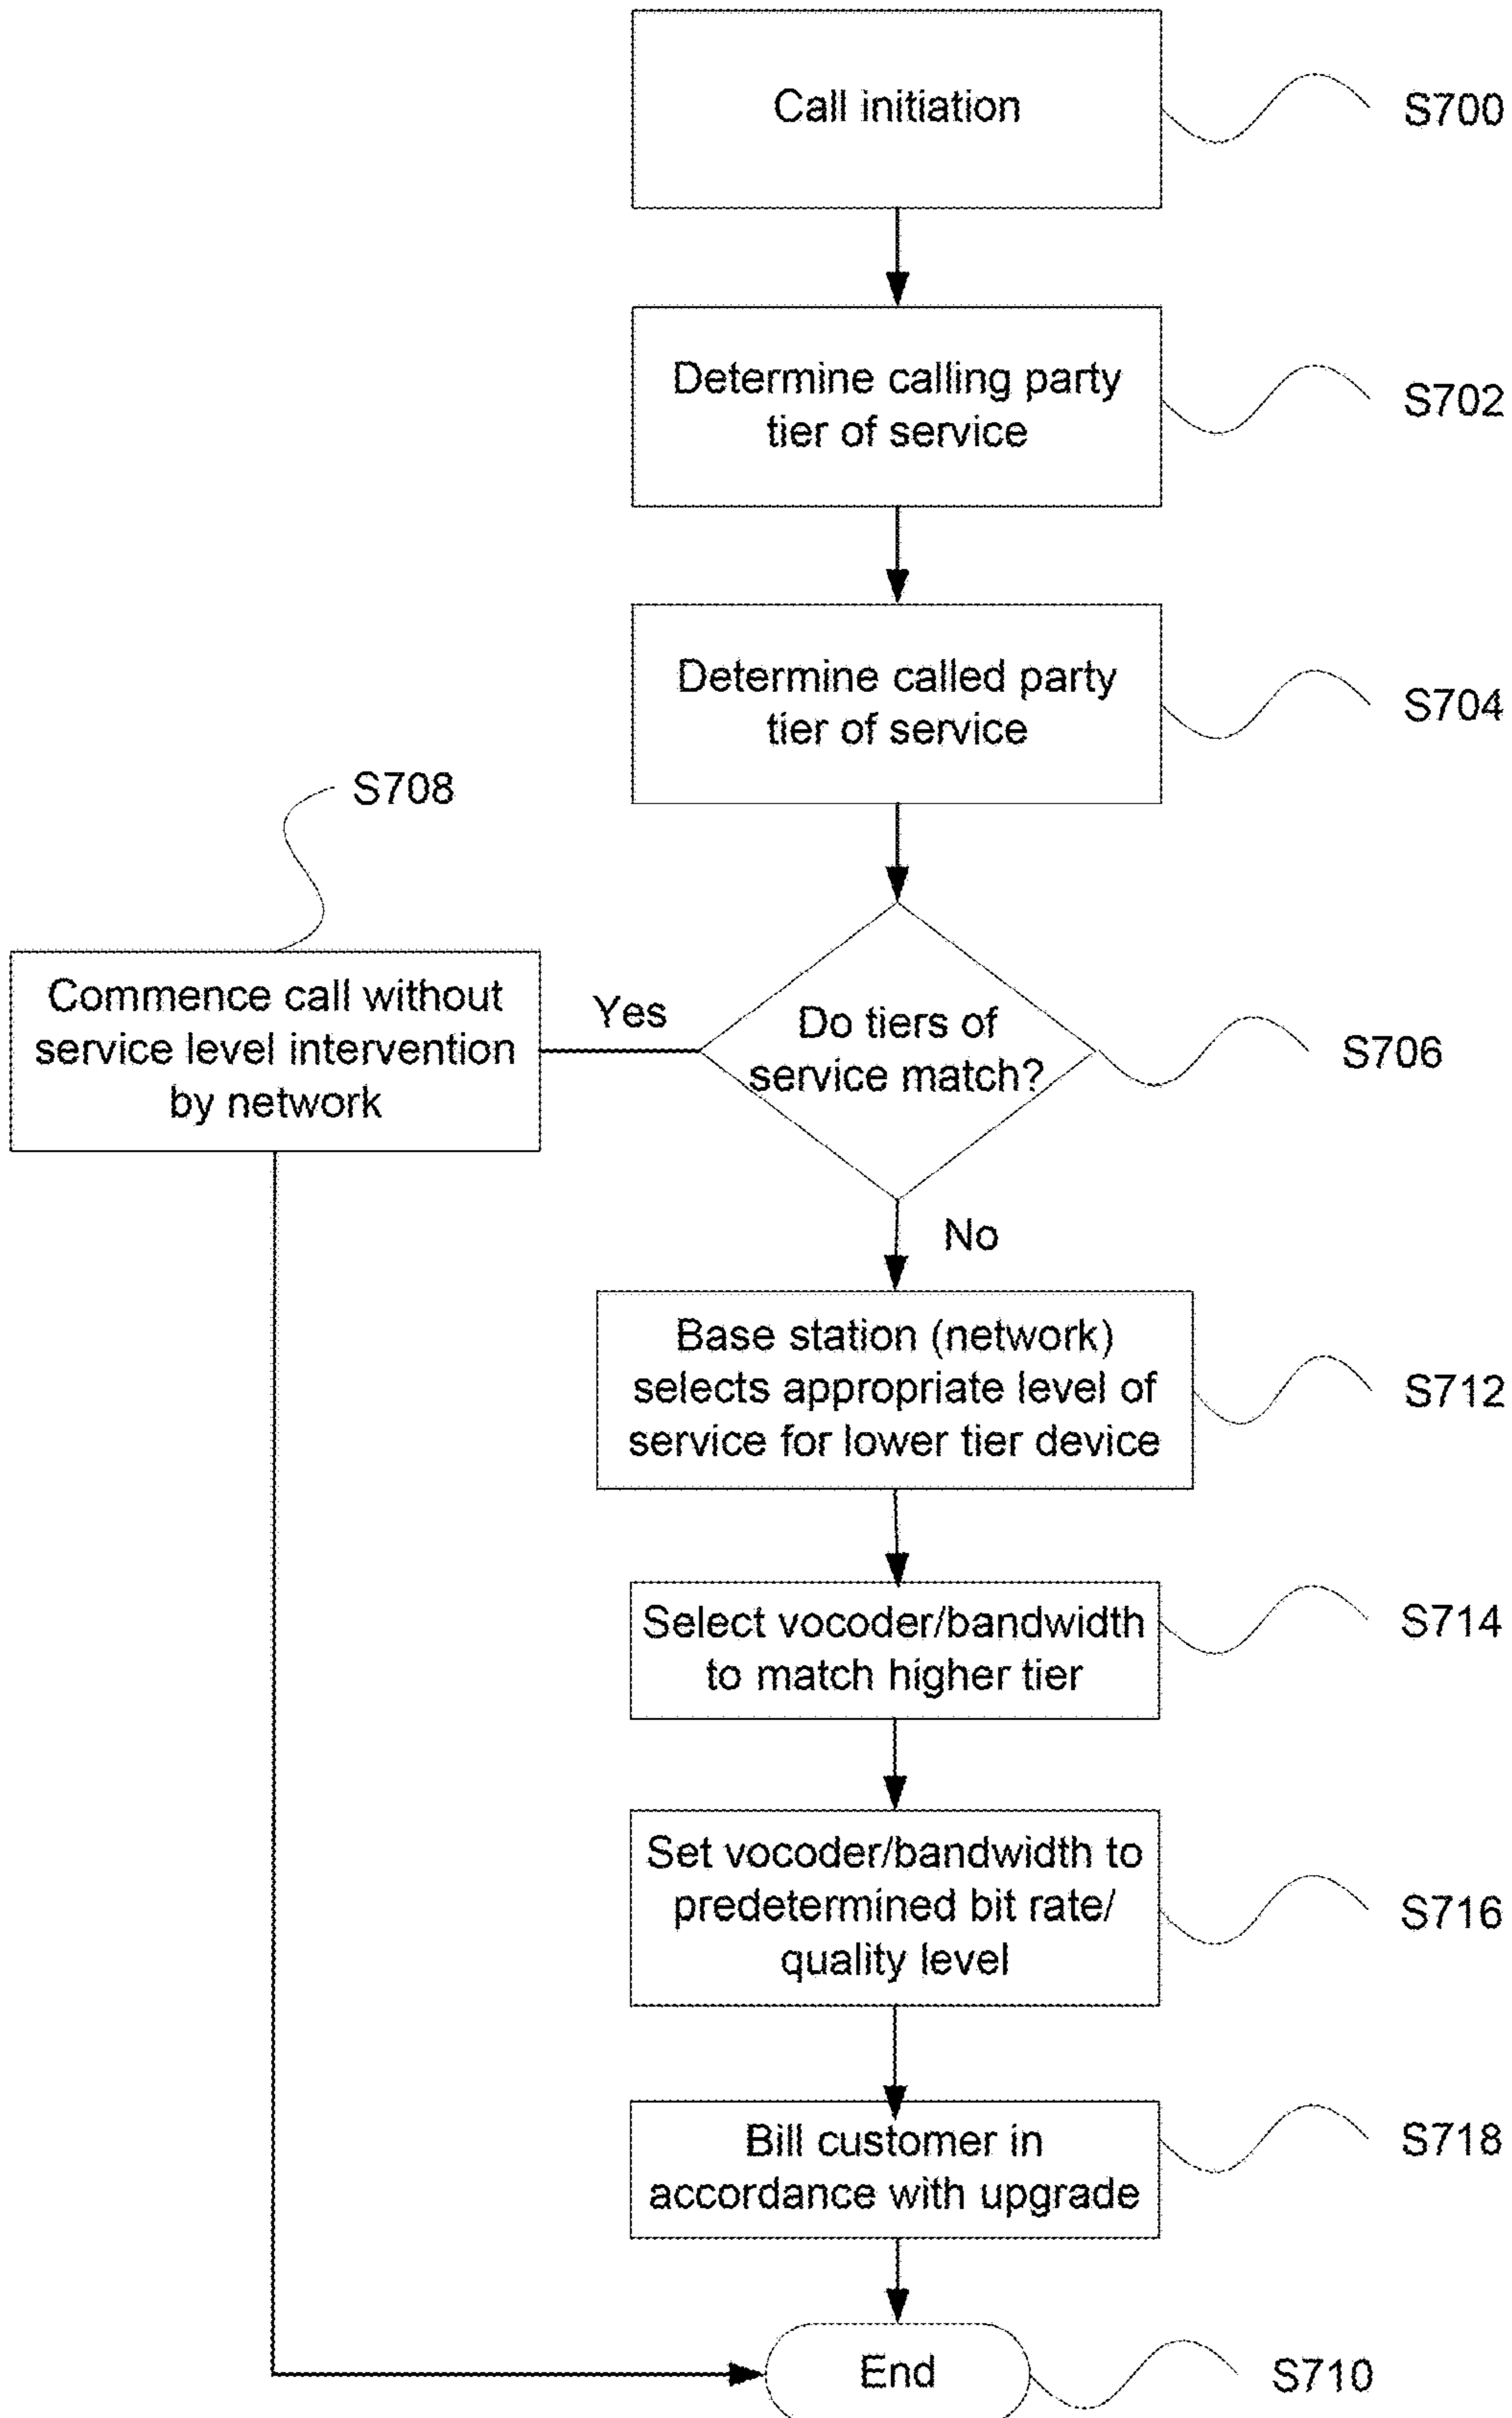 Call initiation
S700
Determine calling party
tier of service
S702
Determine called party
tier of service
S704
S708
Commence call without
service level intervention
by network
Yes
Do tiers of
service match?
S706
No
Base station (network)
selects appropriate level of
service for lower tier device
S712
Select vocoder/bandwidth
to match higher tier
S714
Set vocoder/bandwidth to
predetermined bit rate/
quality level
S716
Bill customer in
accordance with upgrade
S718
End
S710